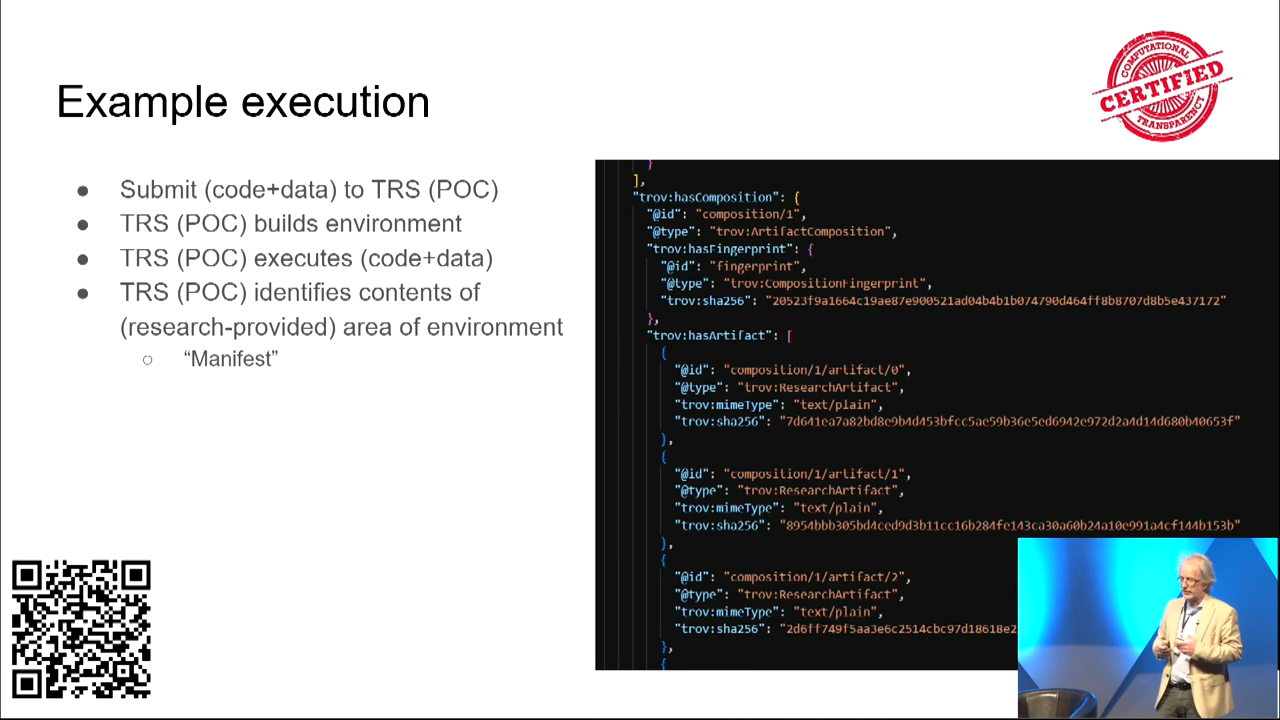 COMPUTATIONAL
CERTIFIED
TRANSPARENCY
Example execution
● Submit (code+data) to TRS (POC)
● TRS (POC) builds environment
● TRS (POC) executes (code+data)
● TRS (POC) identifies contents of
(research-provided) area of environment
○ “Manifest”
}
],
"trov:hasComposition": {
"@id": "composition/1",
"@type": "trov:ArtifactComposition",
"trov:hasFingerprint": {
"@id": "fingerprint",
"@type": "trov:CompositionFingerprint",
"trov:sha256": "20523f9a1664c19ae87e900521ad04b4b1b074790d464ff8b8707d8b5e437172"
},
"trov:hasArtifact": [
{
"@id": "composition/1/artifact/0",
"@type": "trov:ResearchArtifact",
"trov:mimeType": "text/plain",
"trov:sha256": "7d641ea7a82bd8e9b4d453bfcc5ae59b36e5ed6942e972d2a4d14d680b40653f"
},
{
"@id": "composition/1/artifact/1",
"@type": "trov:ResearchArtifact",
"trov:mimeType": "text/plain",
"trov:sha256": "8954bbb305bd4ced9d3b11cc16b284fe143ca30a60b24a10e991a4cf144b153b"
},
{
"@id": "composition/1/artifact/2",
"@type": "trov:ResearchArtifact",
"trov:mimeType": "text/plain",
"trov:sha256": "2d6ff749f5aa3e6c2514cbc97d18618e2
},
{